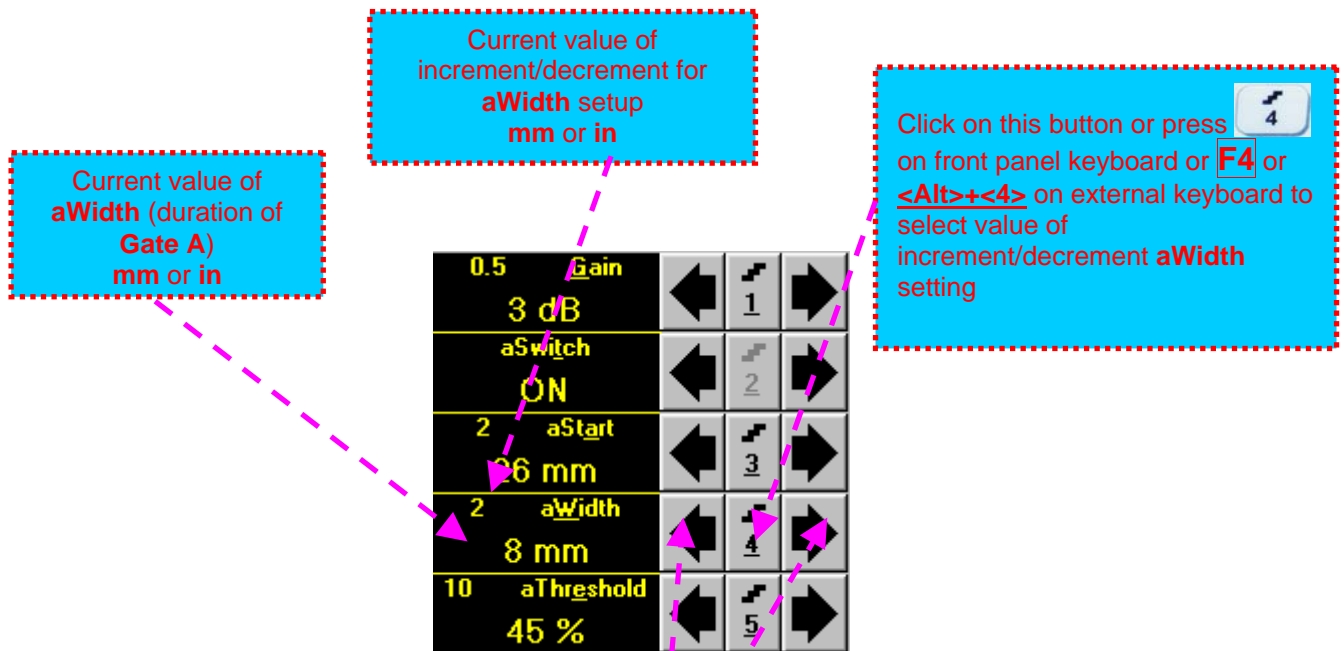 Current value of
increment/decrement for
aWidth setup
mm or in
Current value of
aWidth (duration of
Gate A)
mm or in
Click on this button or press 4
on front panel keyboard or F4 or
<Alt>+<4> on external keyboard to
select value of
increment/decrement aWidth
setting
0.5 Gain
3 dB
1
aSwitch
ON
2
2 aStart
26 mm
3
2 aWidth
8 mm
4
10 aThreshold
45 %
5